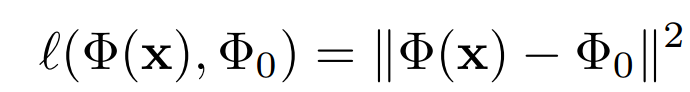 ℓ(Φ(𝐱), Φ₀) = ‖Φ(𝐱) − Φ₀‖²